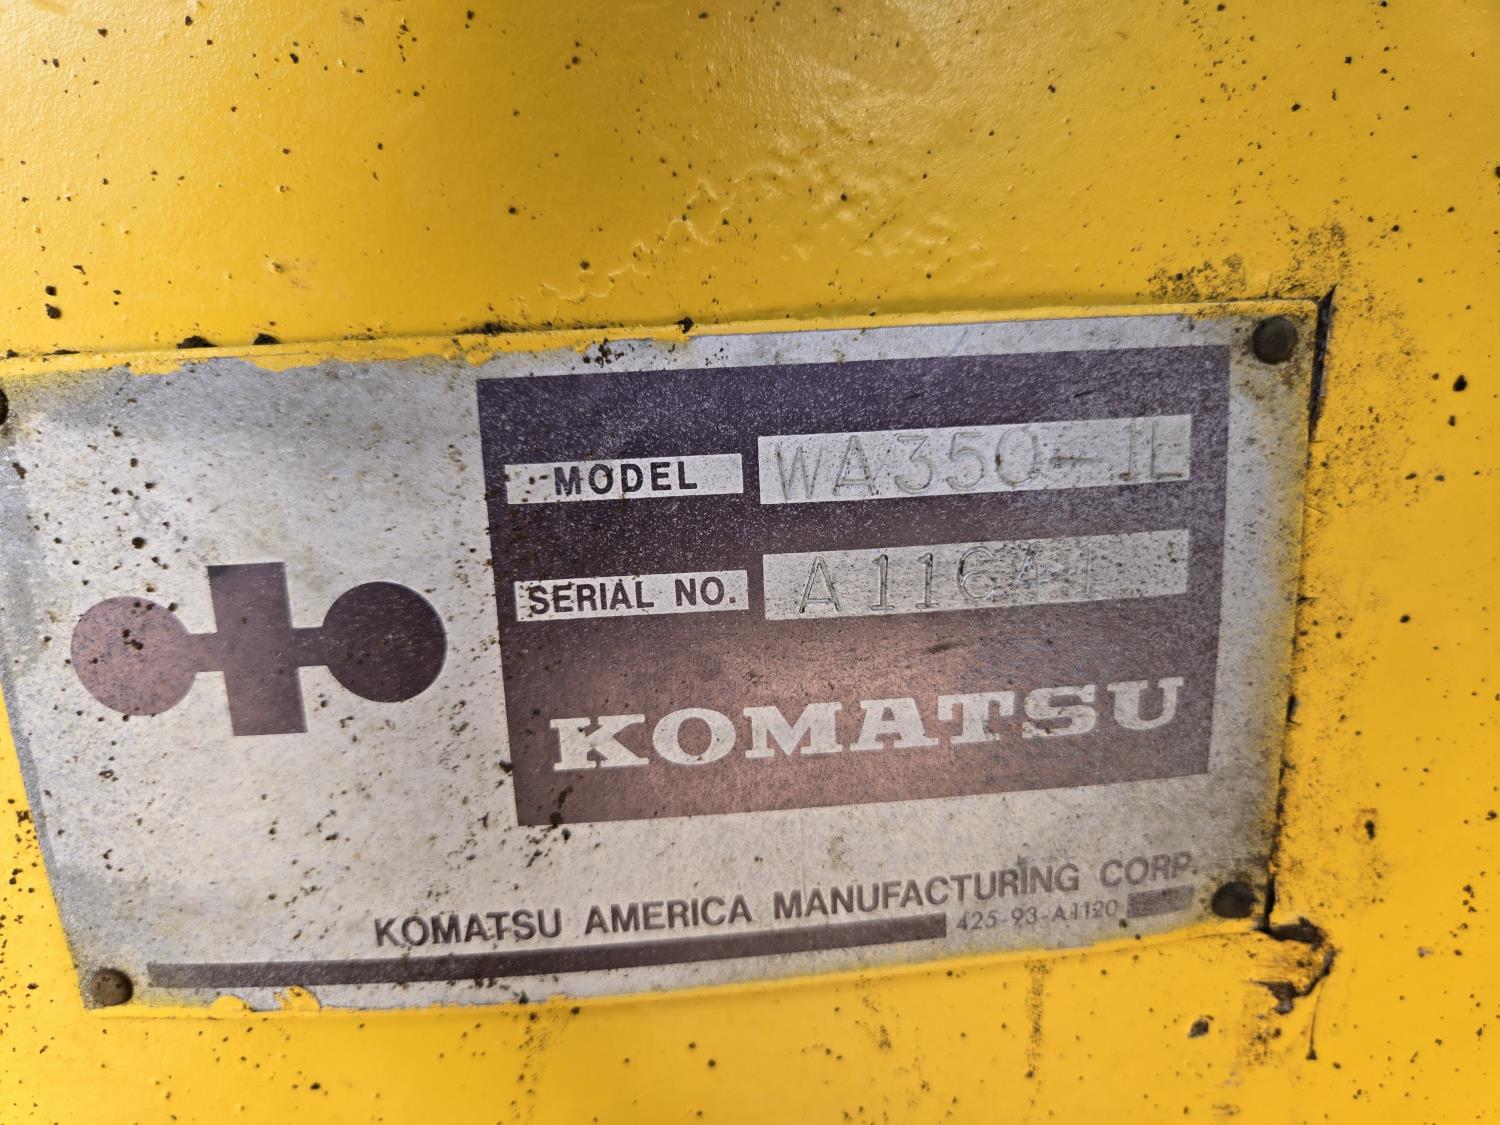 MODEL WA350-1L
SERIAL NO. A11641
KOMATSU
KOMATSU AMERICA MANUFACTURING CORP.
425-93-A1120